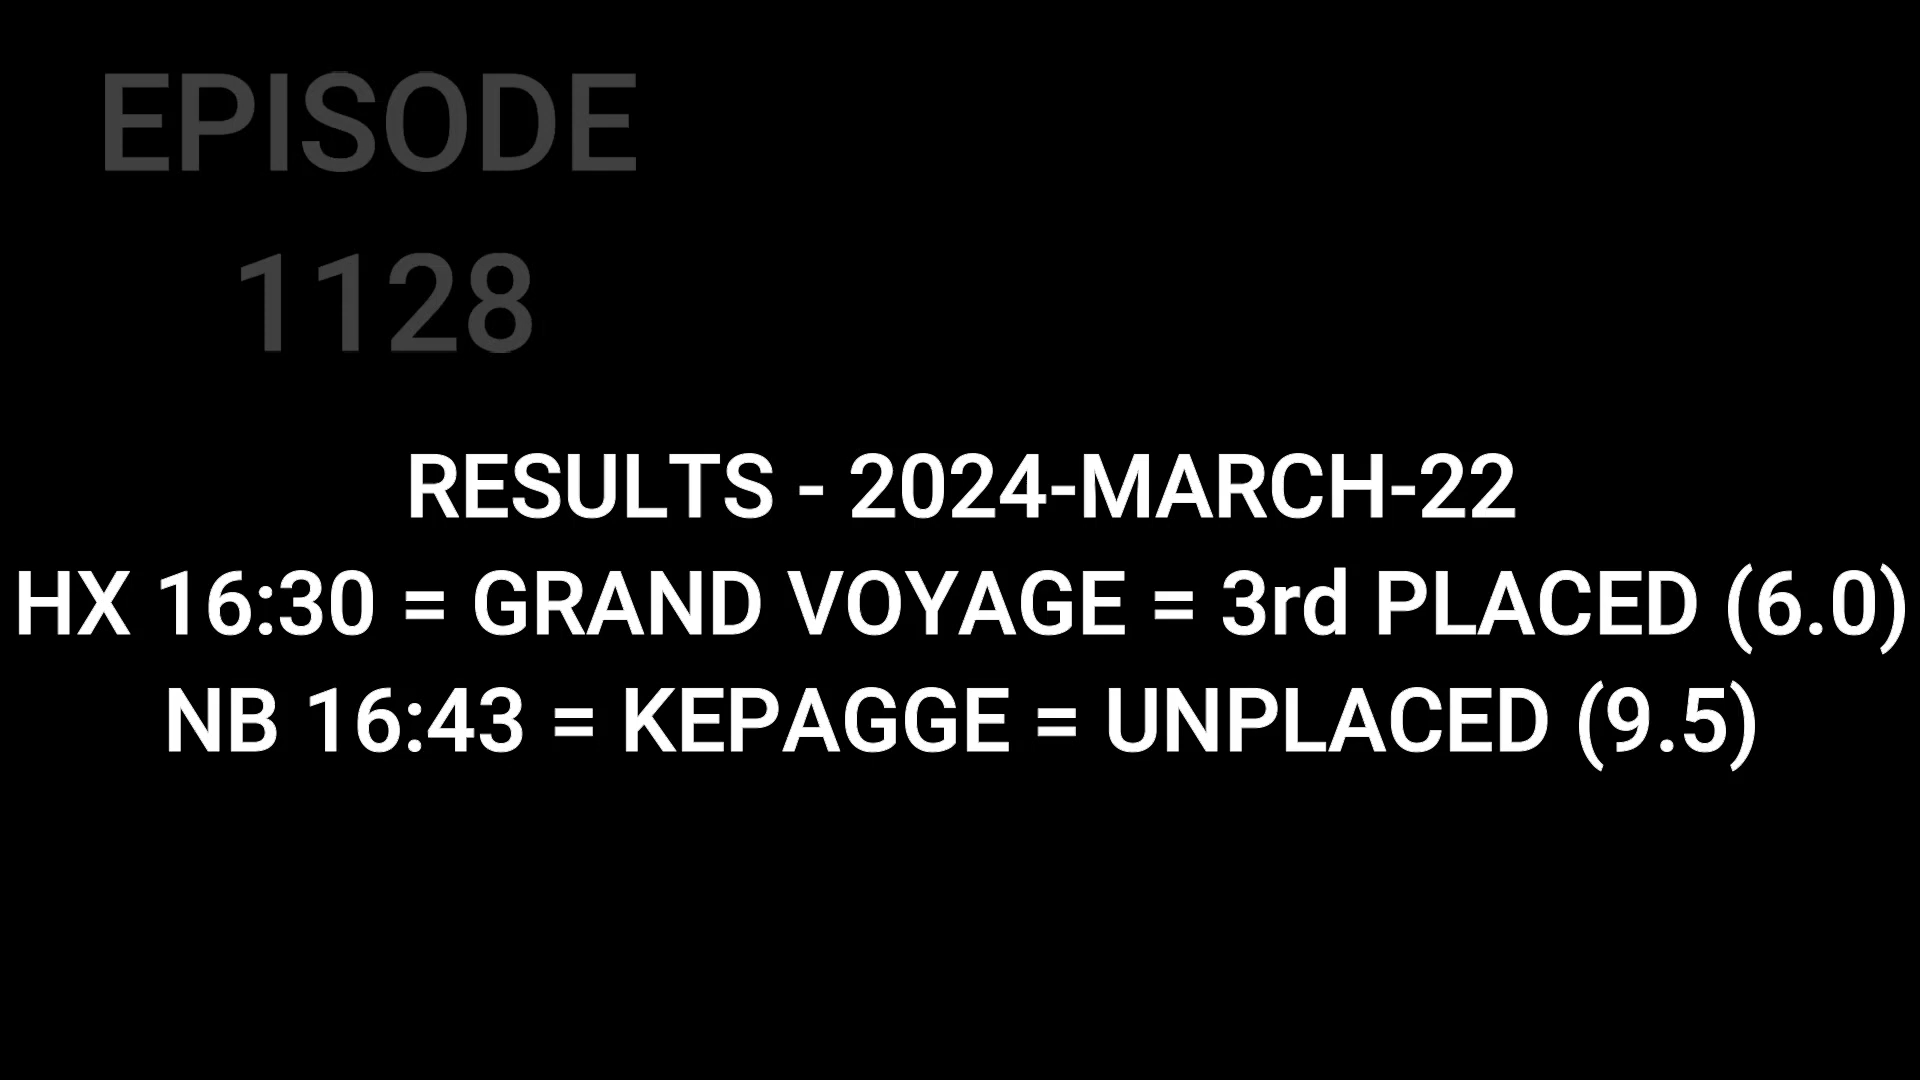 EPISODE
1128
RESULTS - 2024-MARCH-22
HX 16:30 = GRAND VOYAGE = 3rd PLACED (6.0)
NB 16:43 = KEPAGGE = UNPLACED (9.5)